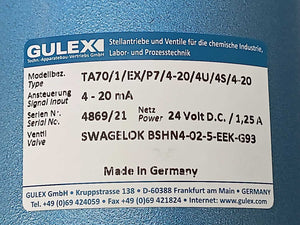 GULEX
Stellantriebe und Ventile für die chemische Industrie,
Techn. Apparatebau Vertriebs GmbH
Labor- und Prozesstechnik
Modellbez.
Type
TA70/1/EX/P7/4-20/4U/4S/4-20
Ansteuerung
Signal Input
4 - 20 mA
Serien Nr.
Serial No.
4869/21
Netz
Power
24 Volt D.C. / 1,25 A
Ventil
Valve
SWAGELOK BSHN4-02-5-EEK-G93
Made in Germany
GULEX GmbH • Kruppstrasse 138 • D-60388 Frankfurt am Main • GERMANY
Tel. +49 (0)69 424059 • Fax +49 (0)69 421824 • Internet: www.gulex.com